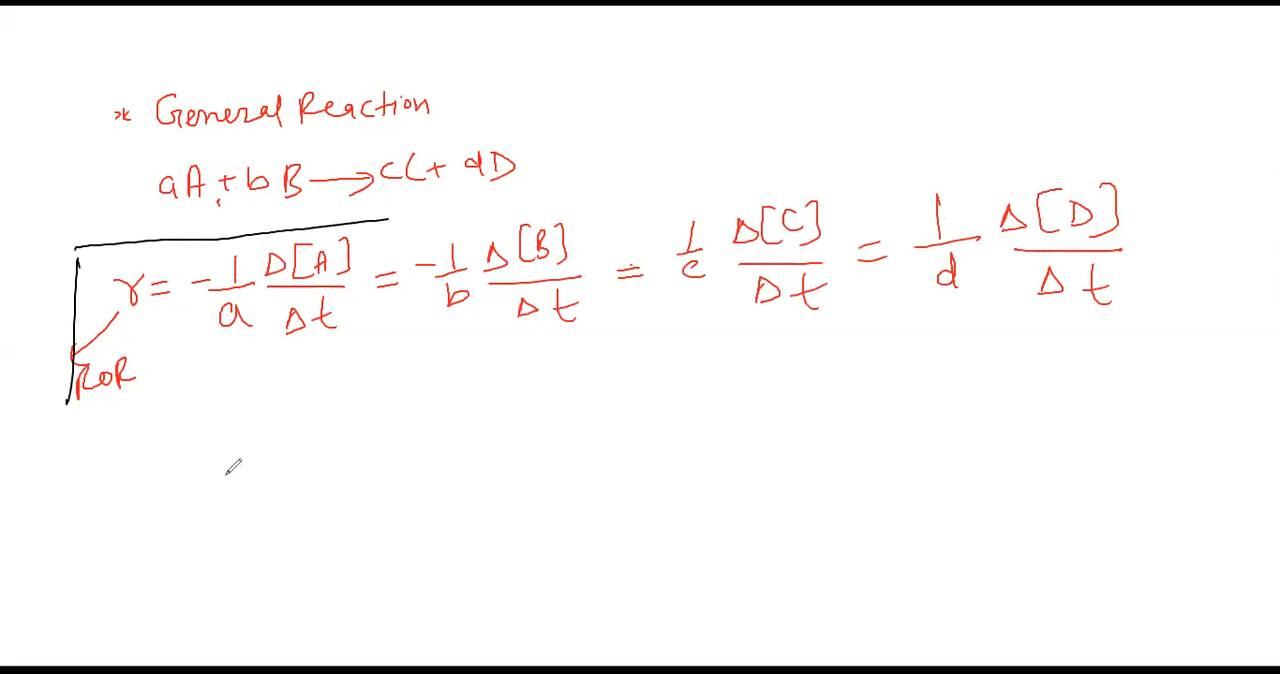 * General Reaction
aA + bB ⟶ cC + dD
r = -1/a Δ[A]/Δt = -1/b Δ[B]/Δt = 1/c Δ[C]/Δt = 1/d Δ[D]/Δt
ROR